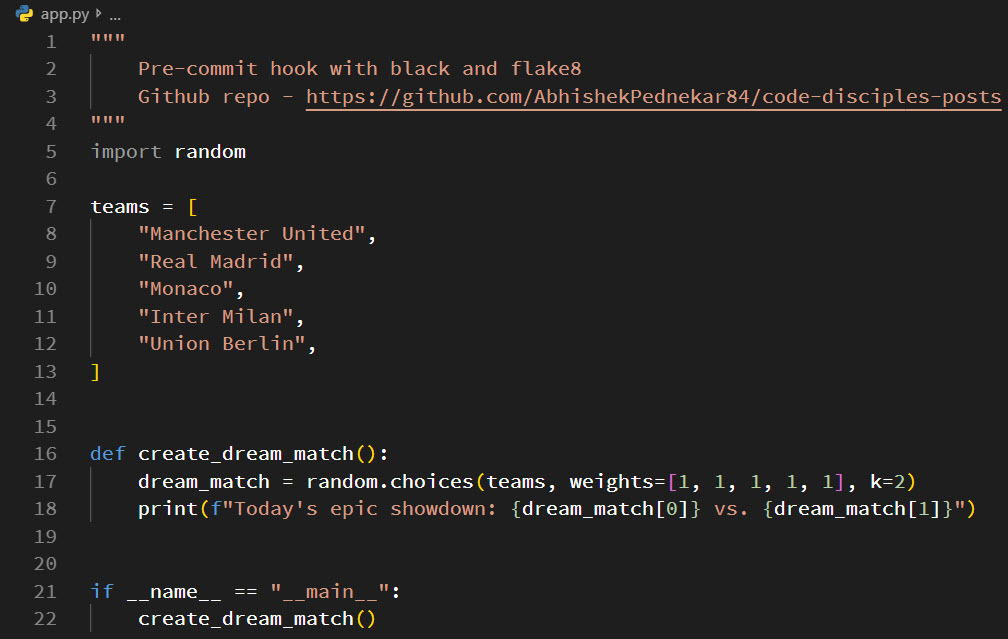 app.py > ...
1 """
2     Pre-commit hook with black and flake8
3     Github repo - https://github.com/AbhishekPednekar84/code-disciples-posts
4 """
5 import random
6
7 teams = [
8     "Manchester United",
9     "Real Madrid",
10     "Monaco",
11     "Inter Milan",
12     "Union Berlin",
13 ]
14
15
16 def create_dream_match():
17     dream_match = random.choices(teams, weights=[1, 1, 1, 1, 1], k=2)
18     print(f"Today's epic showdown: {dream_match[0]} vs. {dream_match[1]}")
19
20
21 if __name__ == "__main__":
22     create_dream_match()